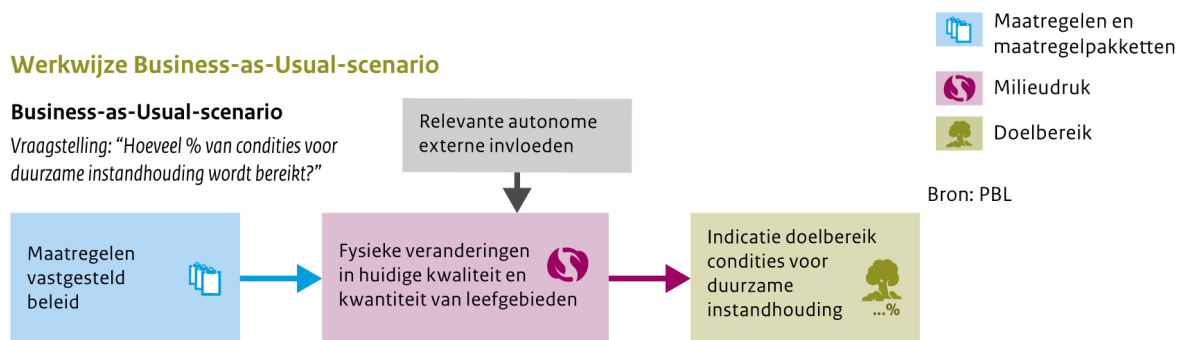 Werkwijze Business-as-Usual-scenario
Business-as-Usual-scenario
Vraagstelling: “Hoeveel % van condities voor
duurzame instandhouding wordt bereikt?”
Relevante autonome
externe invloeden
Maatregelen
vastgesteld
beleid
Fysieke veranderingen
in huidige kwaliteit en
kwantiteit van leefgebieden
Indicatie doelbereik
condities voor
duurzame
instandhouding
...%
Maatregelen en
maatregelpakketten
Milieudruk
Doelbereik
Bron: PBL